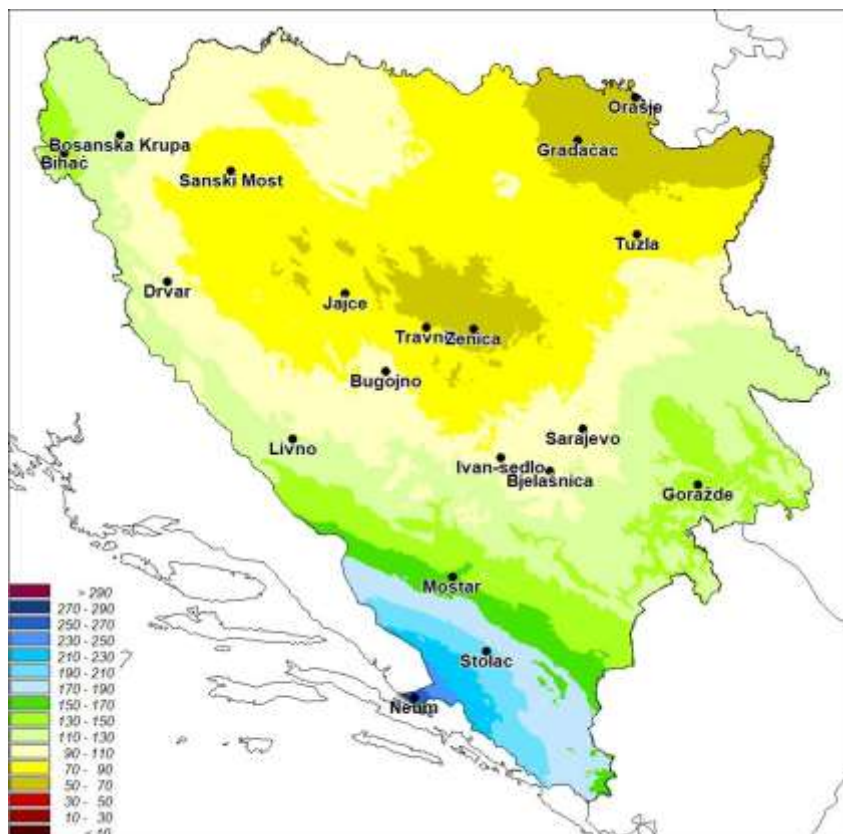 Orašje
Bosanska Krupa
Gradačac
Bihać
Sanski Most
Tuzla
Drvar
Jajce
Travni
Zenica
Bugojno
Sarajevo
Livno
Ivan-sedlo
Bjelašnica
Goražde
Mostar
Stolac
Neum
> 290
270 - 290
250 - 270
230 - 250
210 - 230
190 - 210
170 - 190
150 - 170
130 - 150
110 - 130
90 - 110
70 - 90
50 - 70
30 - 50
10 - 30
< 10